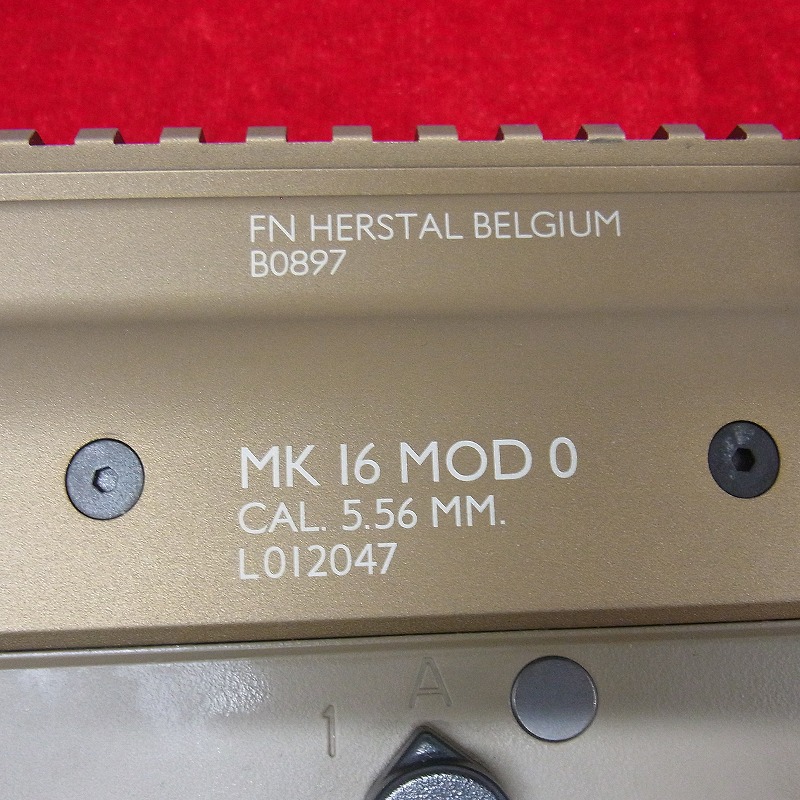 FN HERSTAL BELGIUM
B0897
MK 16 MOD 0
CAL. 5.56 MM.
L012047
A
1